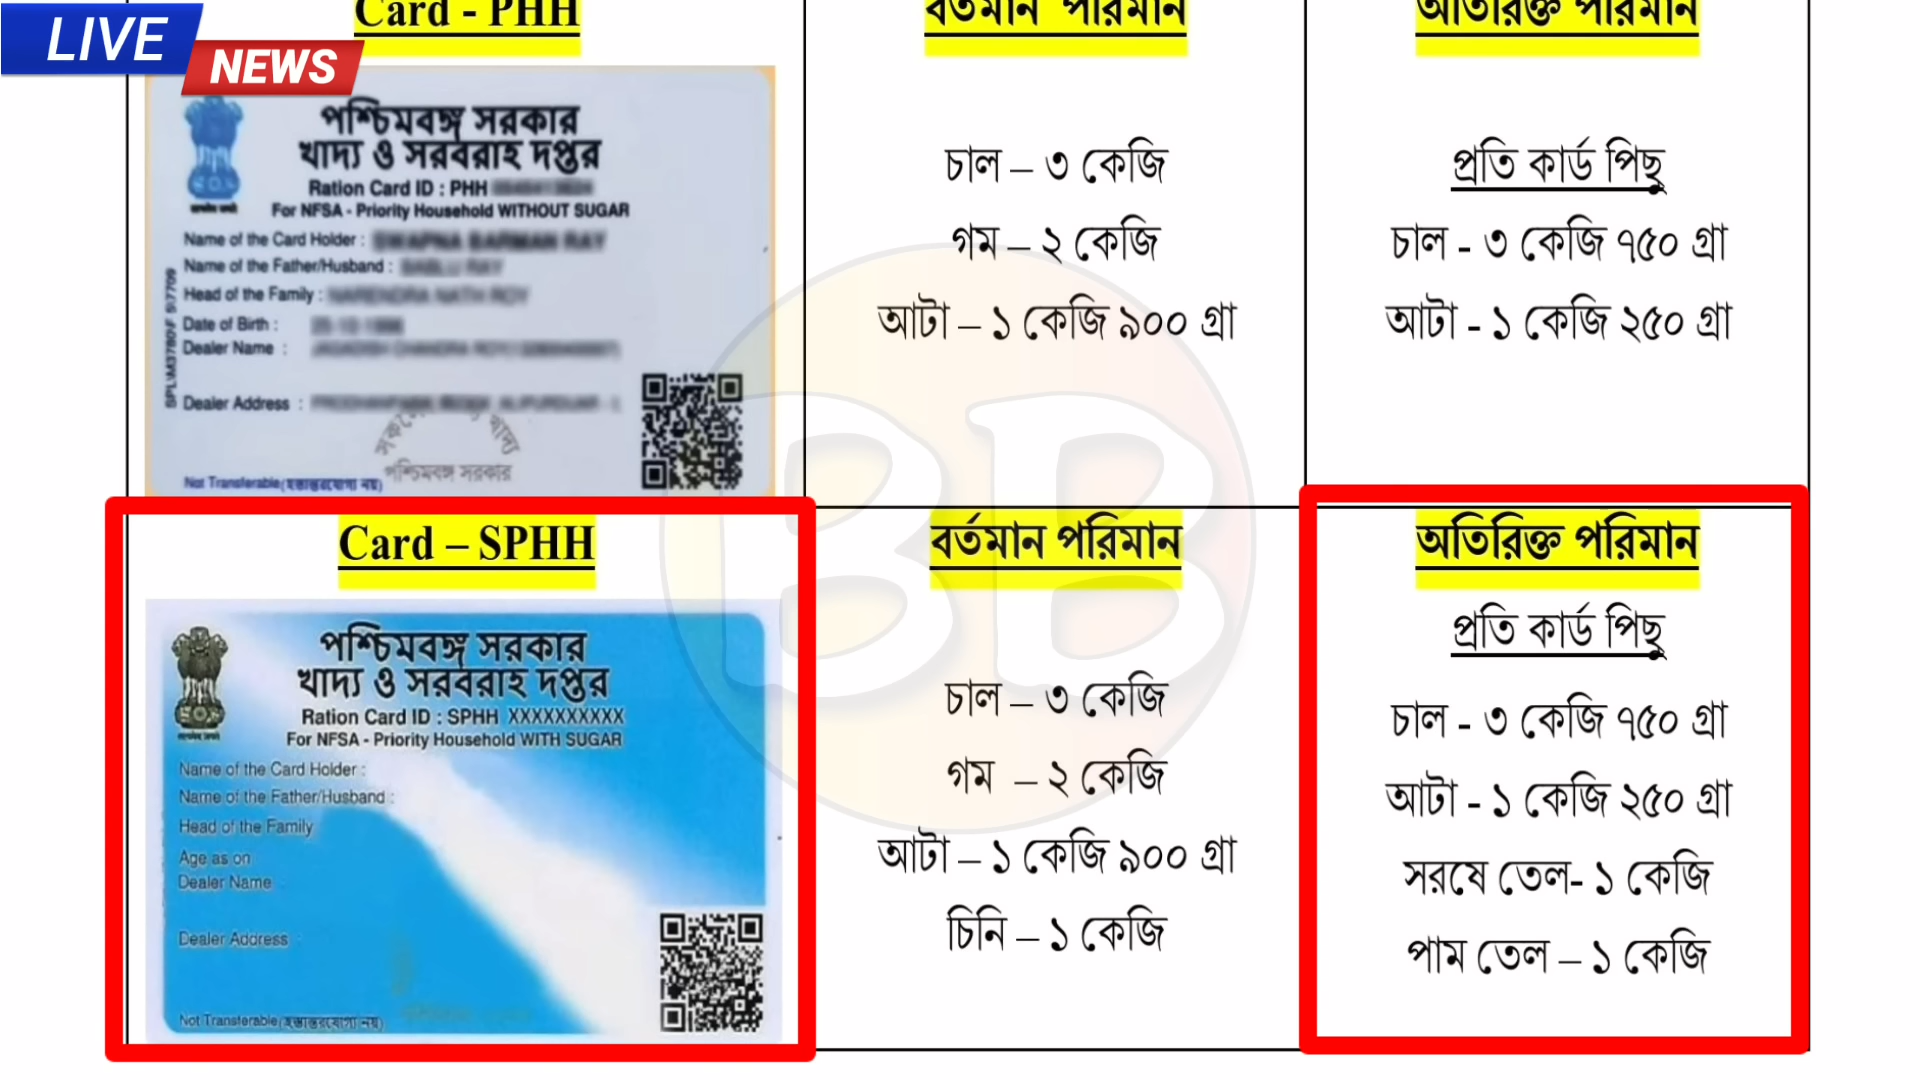 LIVE
NEWS
Card - PHH
বর্তমান পরিমান
অতিরিক্ত পরিমান
পশ্চিমবঙ্গ সরকার
খাদ্য ও সরবরাহ দপ্তর
Ration Card ID : PHH
For NFSA - Priority Household WITHOUT SUGAR
Name of the Card Holder :
Name of the Father/Husband :
Head of the Family :
Date of Birth :
Dealer Name :
Dealer Address :
পশ্চিমবঙ্গ সরকার
Not Transferable(হস্তান্তরযোগ্য নয়)
চাল – ৩ কেজি
গম – ২ কেজি
আটা – ১ কেজি ৯০০ গ্রা
প্রতি কার্ড পিছু
চাল - ৩ কেজি ৭৫০ গ্রা
আটা - ১ কেজি ২৫০ গ্রা
Card – SPHH
বর্তমান পরিমান
অতিরিক্ত পরিমান
পশ্চিমবঙ্গ সরকার
খাদ্য ও সরবরাহ দপ্তর
Ration Card ID : SPHH XXXXXXXXXX
For NFSA - Priority Household WITH SUGAR
Name of the Card Holder :
Name of the Father/Husband :
Head of the Family
Age as on
Dealer Name :
Dealer Address :
Not Transferable(হস্তান্তরযোগ্য নয়)
চাল – ৩ কেজি
গম – ২ কেজি
আটা – ১ কেজি ৯০০ গ্রা
চিনি – ১ কেজি
প্রতি কার্ড পিছু
চাল - ৩ কেজি ৭৫০ গ্রা
আটা - ১ কেজি ২৫০ গ্রা
সরষে তেল- ১ কেজি
পাম তেল – ১ কেজি
BB